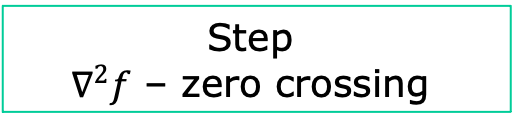 Step
∇²f – zero crossing